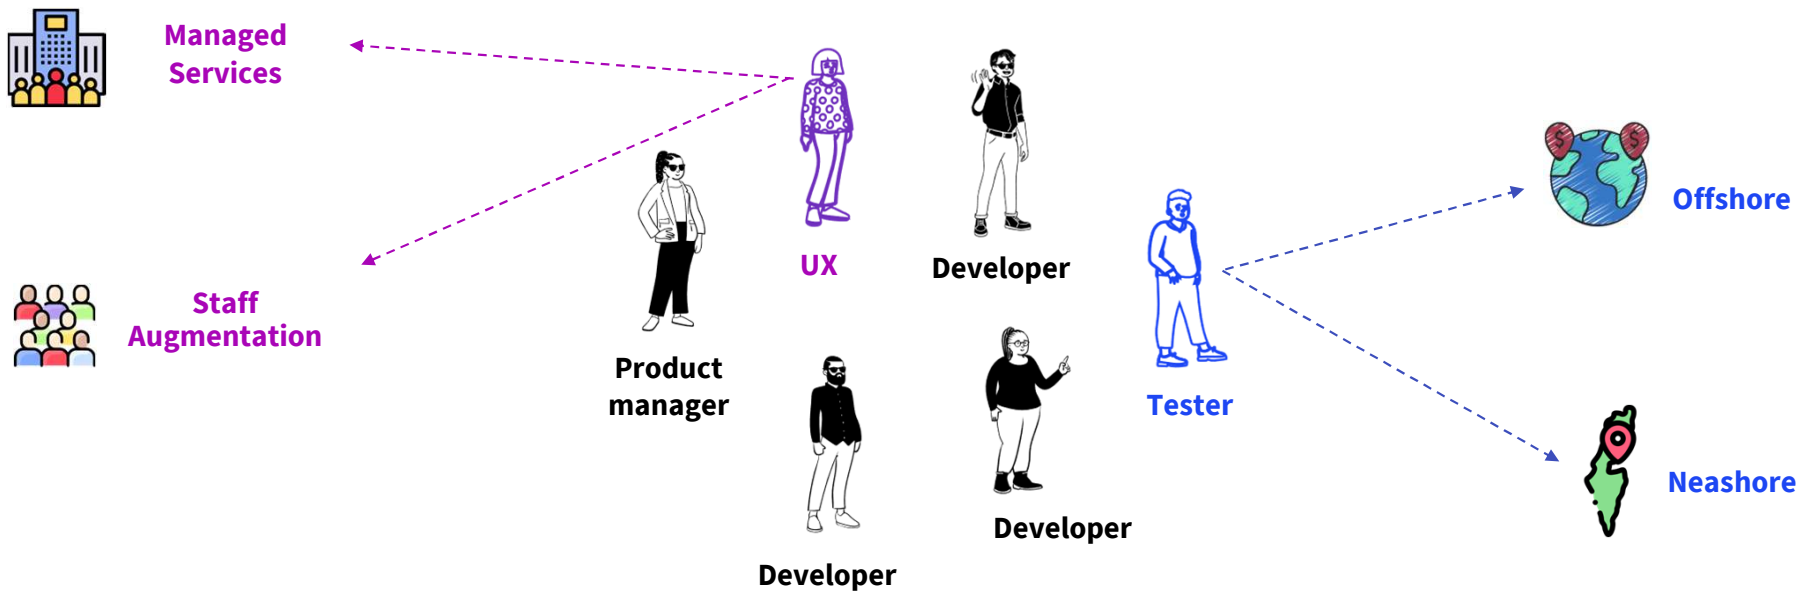 Managed
Services
Staff
Augmentation
UX
Developer
Product
manager
Tester
Developer
Developer
Offshore
Neashore